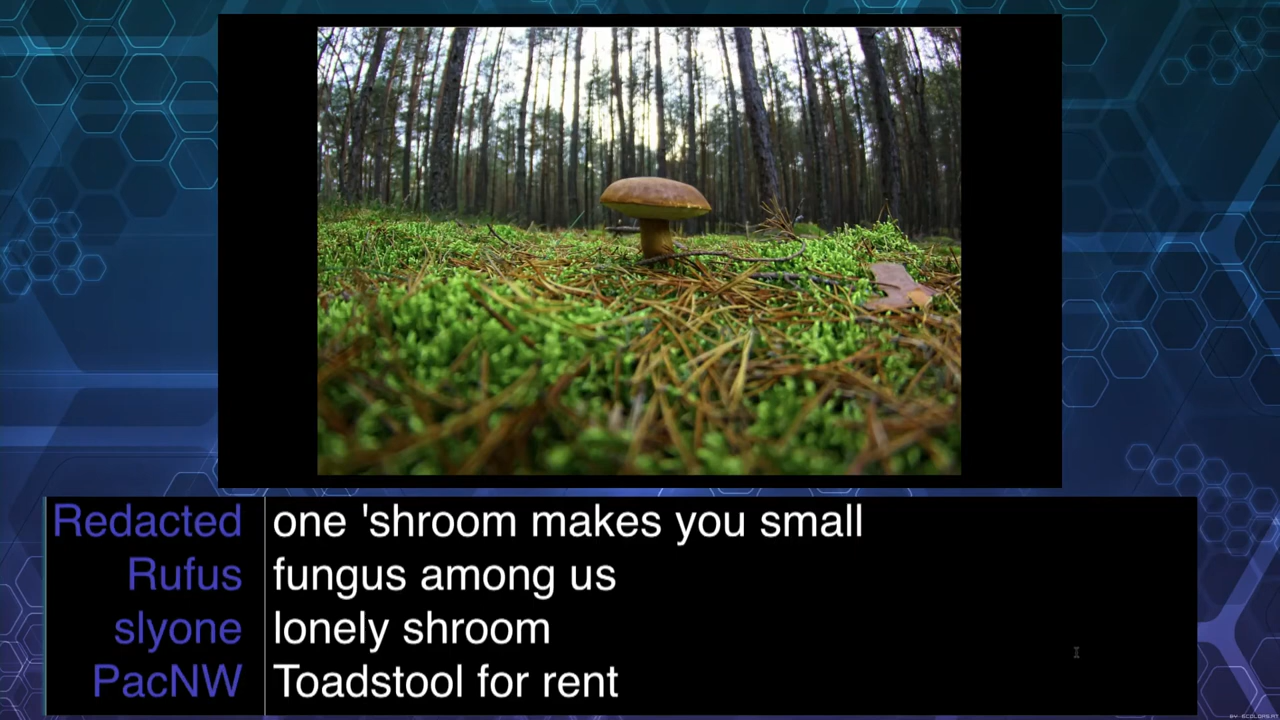 Redacted one 'shroom makes you small
Rufus fungus among us
slyone lonely shroom
PacNW Toadstool for rent